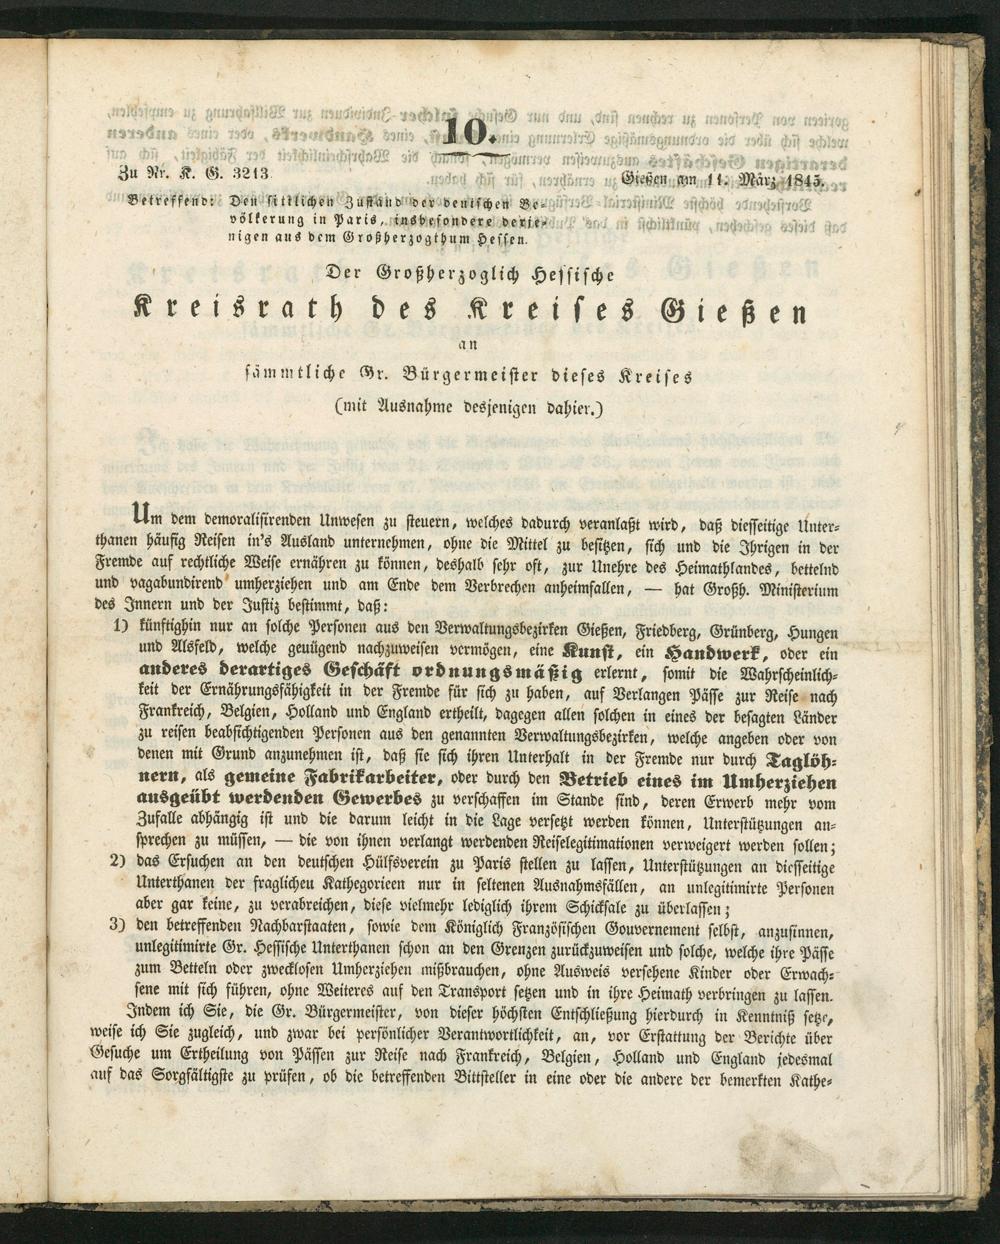 10.
Zu Nr. K. G. 3213
Gießen am 11. März 1845.
Betreffend: Den sittlichen Zustand der deutschen Be-
völkerung in Paris, insbesondere derje-
nigen aus dem Großherzogthum Hessen.
Der Großherzoglich Hessische
Kreisrath des Kreises Gießen
an
sämmtliche Gr. Bürgermeister dieses Kreises
(mit Ausnahme desjenigen dahier.)
Um dem demoralisirenden Unwesen zu steuern, welches dadurch veranlaßt wird, daß diesseitige Unter-
thanen häufig Reisen in's Ausland unternehmen, ohne die Mittel zu besitzen, sich und die Ihrigen in der
Fremde auf rechtliche Weise ernähren zu können, deshalb sehr oft, zur Unehre des Heimathlandes, bettelnd
und vagabundirend umherziehen und am Ende dem Verbrechen anheimfallen, — hat Großh. Ministerium
des Innern und der Justiz bestimmt, daß:
1) künftighin nur an solche Personen aus den Verwaltungsbezirken Gießen, Friedberg, Grünberg, Hungen
und Alsfeld, welche geuügend nachzuweisen vermögen, eine Kunst, ein Handwerk, oder ein
anderes derartiges Geschäft ordnungsmäßig erlernt, somit die Wahrscheinlich-
keit der Ernährungsfähigkeit in der Fremde für sich zu haben, auf Verlangen Pässe zur Reise nach
Frankreich, Belgien, Holland und England ertheilt, dagegen allen solchen in eines der besagten Länder
zu reisen beabsichtigenden Personen aus den genannten Verwaltungsbezirken, welche angeben oder von
denen mit Grund anzunehmen ist, daß sie sich ihren Unterhalt in der Fremde nur durch Taglöh-
nern, als gemeine Fabrikarbeiter, oder durch den Betrieb eines im Umherziehen
ausgeübt werdenden Gewerbes zu verschaffen im Stande sind, deren Erwerb mehr vom
Zufalle abhängig ist und die darum leicht in die Lage versetzt werden können, Unterstützungen an-
sprechen zu müssen, — die von ihnen verlangt werdenden Reiselegitimationen verweigert werden sollen;
2) das Ersuchen an den deutschen Hülfsverein zu Paris stellen zu lassen, Unterstützungen an diesseitige
Unterthanen der fraglicheu Kathegorieen nur in seltenen Ausnahmsfällen, an unlegitimirte Personen
aber gar keine, zu verabreichen, diese vielmehr lediglich ihrem Schicksale zu überlassen;
3) den betreffenden Nachbarstaaten, sowie dem Königlich Französischen Gouvernement selbst, anzusinnen,
unlegitimirte Gr. Hessische Unterthanen schon an den Grenzen zurückzuweisen und solche, welche ihre Pässe
zum Betteln oder zwecklosen Umherziehen mißbrauchen, ohne Ausweis versehene Kinder oder Erwach-
sene mit sich führen, ohne Weiteres auf den Transport setzen und in ihre Heimath verbringen zu lassen.
Indem ich Sie, die Gr. Bürgermeister, von dieser höchsten Entschließung hierdurch in Kenntniß setze,
weise ich Sie zugleich, und zwar bei persönlicher Verantwortlichkeit, an, vor Erstattung der Berichte über
Gesuche um Ertheilung von Pässen zur Reise nach Frankreich, Belgien, Holland und England jedesmal
auf das Sorgfältigste zu prüfen, ob die betreffenden Bittsteller in eine oder die andere der bemerkten Kathe-